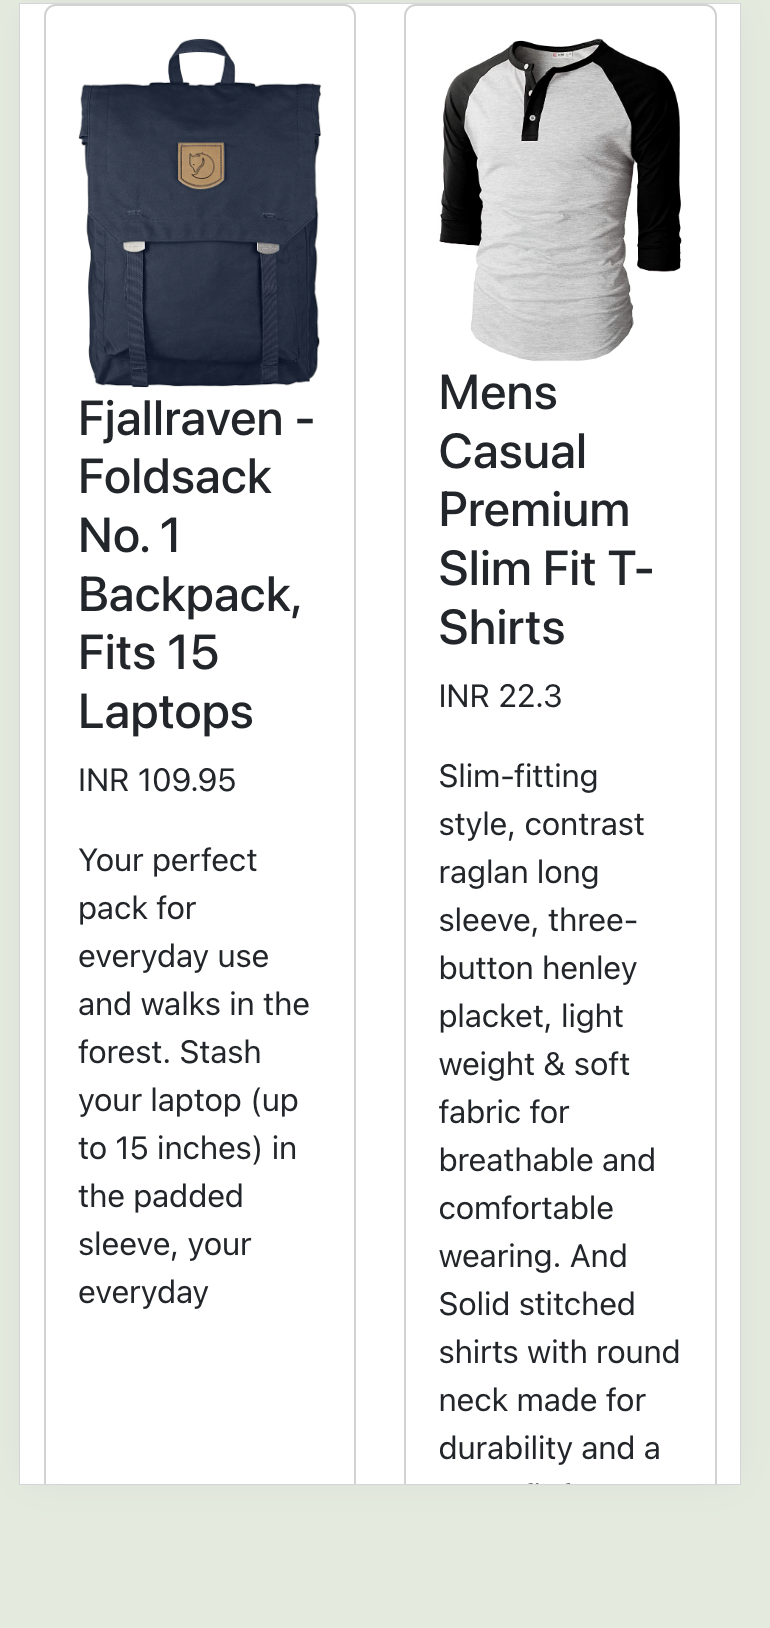 Fjallraven -
Foldsack
No. 1
Backpack,
Fits 15
Laptops
INR 109.95
Your perfect
pack for
everyday use
and walks in the
forest. Stash
your laptop (up
to 15 inches) in
the padded
sleeve, your
everyday
Mens
Casual
Premium
Slim Fit T-
Shirts
INR 22.3
Slim-fitting
style, contrast
raglan long
sleeve, three-
button henley
placket, light
weight & soft
fabric for
breathable and
comfortable
wearing. And
Solid stitched
shirts with round
neck made for
durability and a